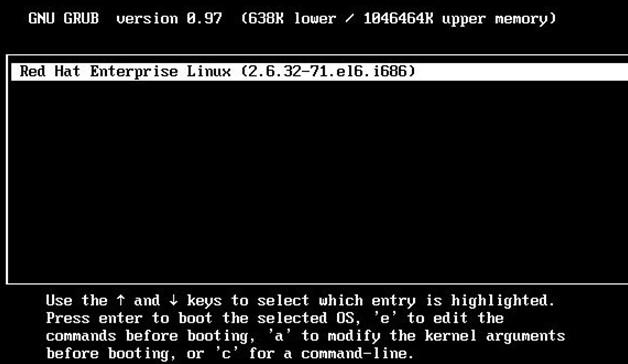 GNU GRUB version 0.97 (638K lower / 1046464K upper memory)
Red Hat Enterprise Linux (2.6.32-71.el6.i686)
Use the ↑ and ↓ keys to select which entry is highlighted.
Press enter to boot the selected OS, 'e' to edit the
commands before booting, 'a' to modify the kernel arguments
before booting, or 'c' for a command-line.